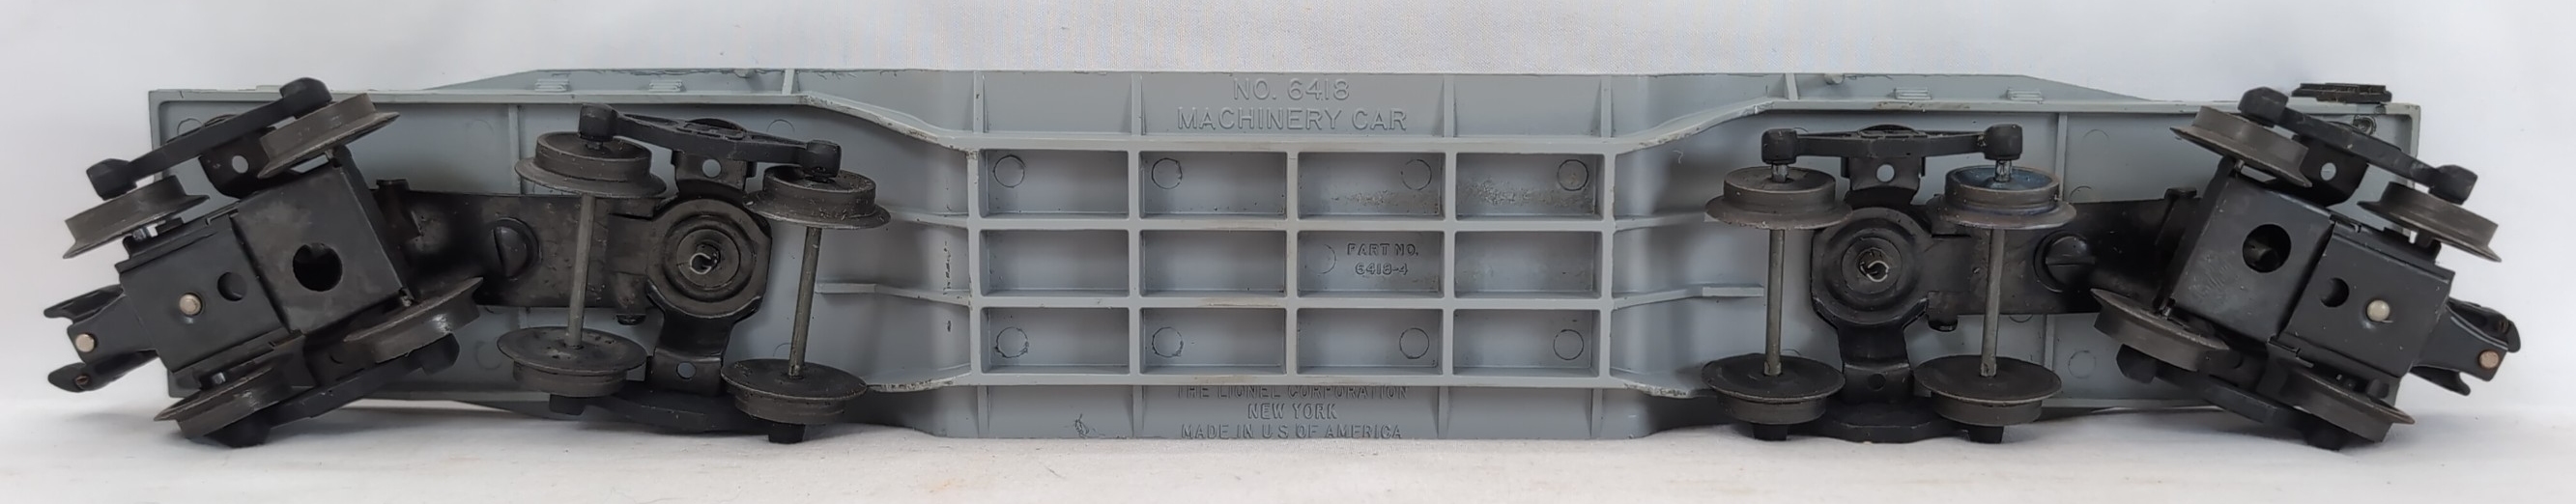 NO. 6418
MACHINERY CAR
PART NO.
6418-4
THE LIONEL CORPORATION
NEW YORK
MADE IN U S OF AMERICA